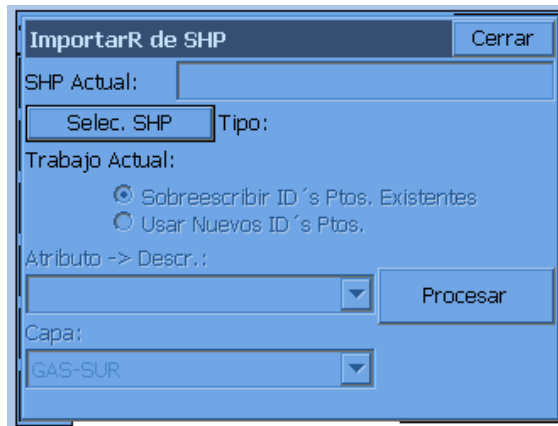 ImportarR de SHP Cerrar
SHP Actual:
Selec. SHP Tipo:
Trabajo Actual:
Sobreescribir ID´s Ptos. Existentes
Usar Nuevos ID´s Ptos.
Atributo -> Descr.:
Procesar
Capa:
GAS-SUR